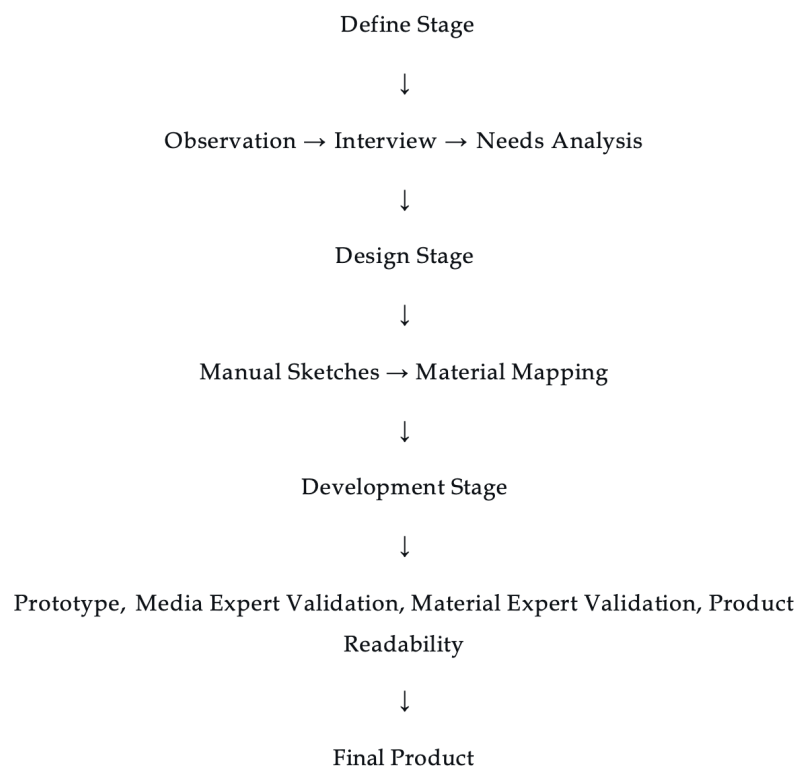 Define Stage
↓
Observation → Interview → Needs Analysis
↓
Design Stage
↓
Manual Sketches → Material Mapping
↓
Development Stage
↓
Prototype, Media Expert Validation, Material Expert Validation, Product
Readability
↓
Final Product